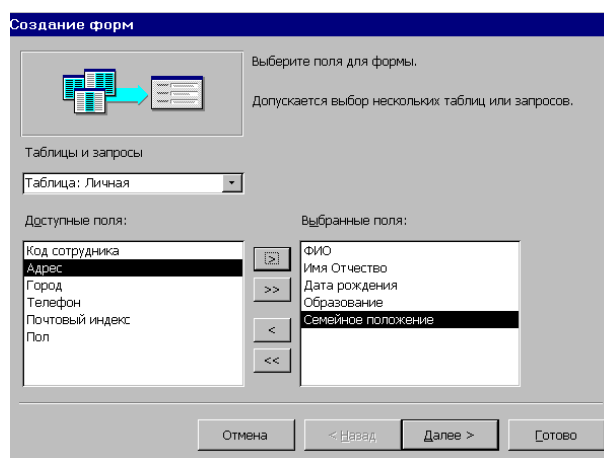 Создание форм
Выберите поля для формы.
Допускается выбор нескольких таблиц или запросов.
Таблицы и запросы
Таблица: Личная
Доступные поля:
Выбранные поля:
Код сотрудника
Адрес
Город
Телефон
Почтовый индекс
Пол
>
>>
<
<<
ФИО
Имя Отчество
Дата рождения
Образование
Семейное положение
Отмена
< Назад
Далее >
Готово